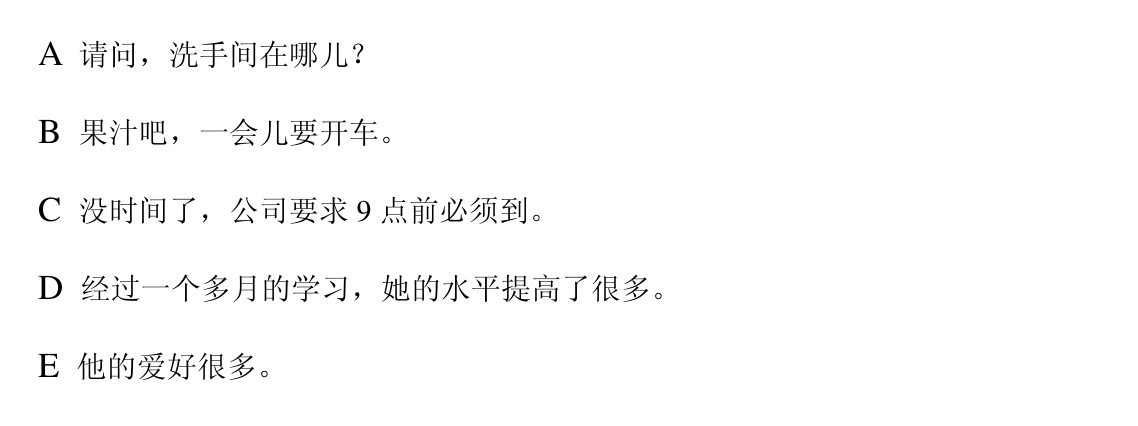 A 请问，洗手间在哪儿？
B 果汁吧，一会儿要开车。
C 没时间了，公司要求 9 点前必须到。
D 经过一个多月的学习，她的水平提高了很多。
E 他的爱好很多。